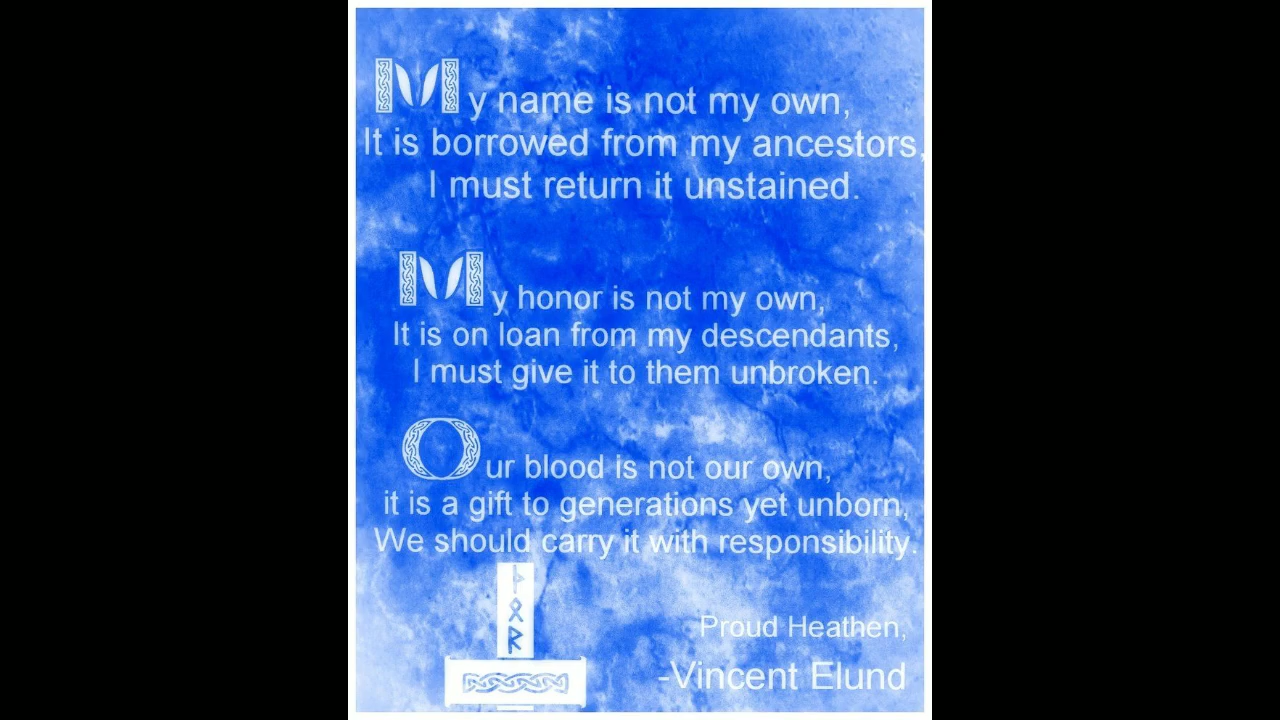 My name is not my own,
It is borrowed from my ancestors,
I must return it unstained.
My honor is not my own,
It is on loan from my descendants,
I must give it to them unbroken.
Our blood is not our own,
it is a gift to generations yet unborn,
We should carry it with responsibility.
ᚦ
ᛟ
ᚱ
Proud Heathen,
-Vincent Elund